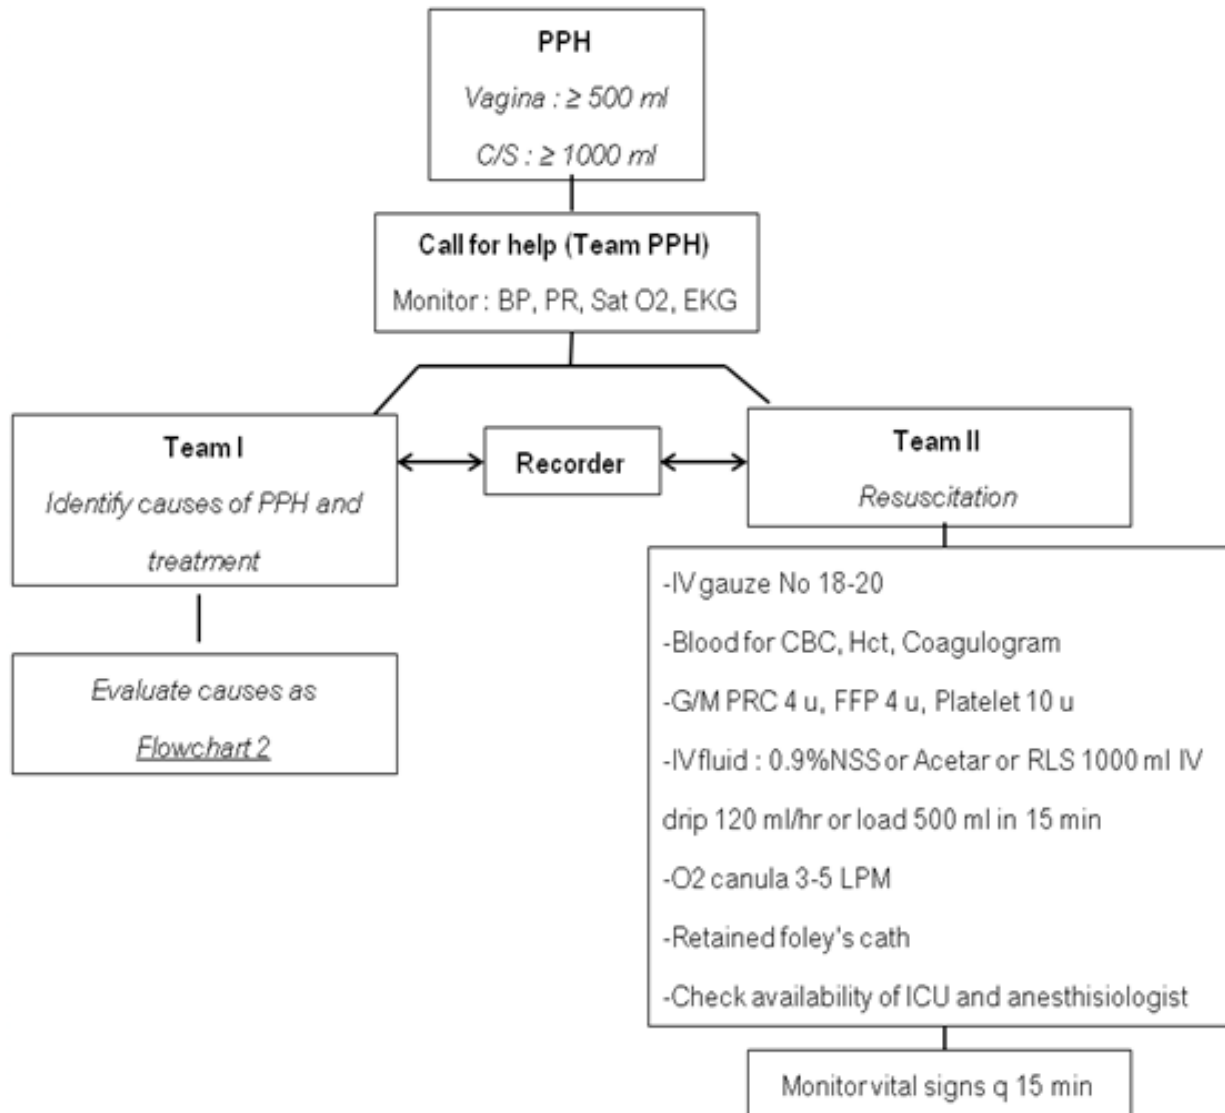 PPH
Vagina : ≥ 500 ml
C/S : ≥ 1000 ml
Call for help (Team PPH)
Monitor : BP, PR, Sat O2, EKG
Team I
Identify causes of PPH and
treatment
Recorder
Team II
Resuscitation
Evaluate causes as
Flowchart 2
-IV gauze No 18-20
-Blood for CBC, Hct, Coagulogram
-G/M PRC 4 u, FFP 4 u, Platelet 10 u
-IV fluid : 0.9%NSS or Acetar or RLS 1000 ml IV
drip 120 ml/hr or load 500 ml in 15 min
-O2 canula 3-5 LPM
-Retained foley's cath
-Check availability of ICU and anesthisiologist
Monitor vital signs q 15 min